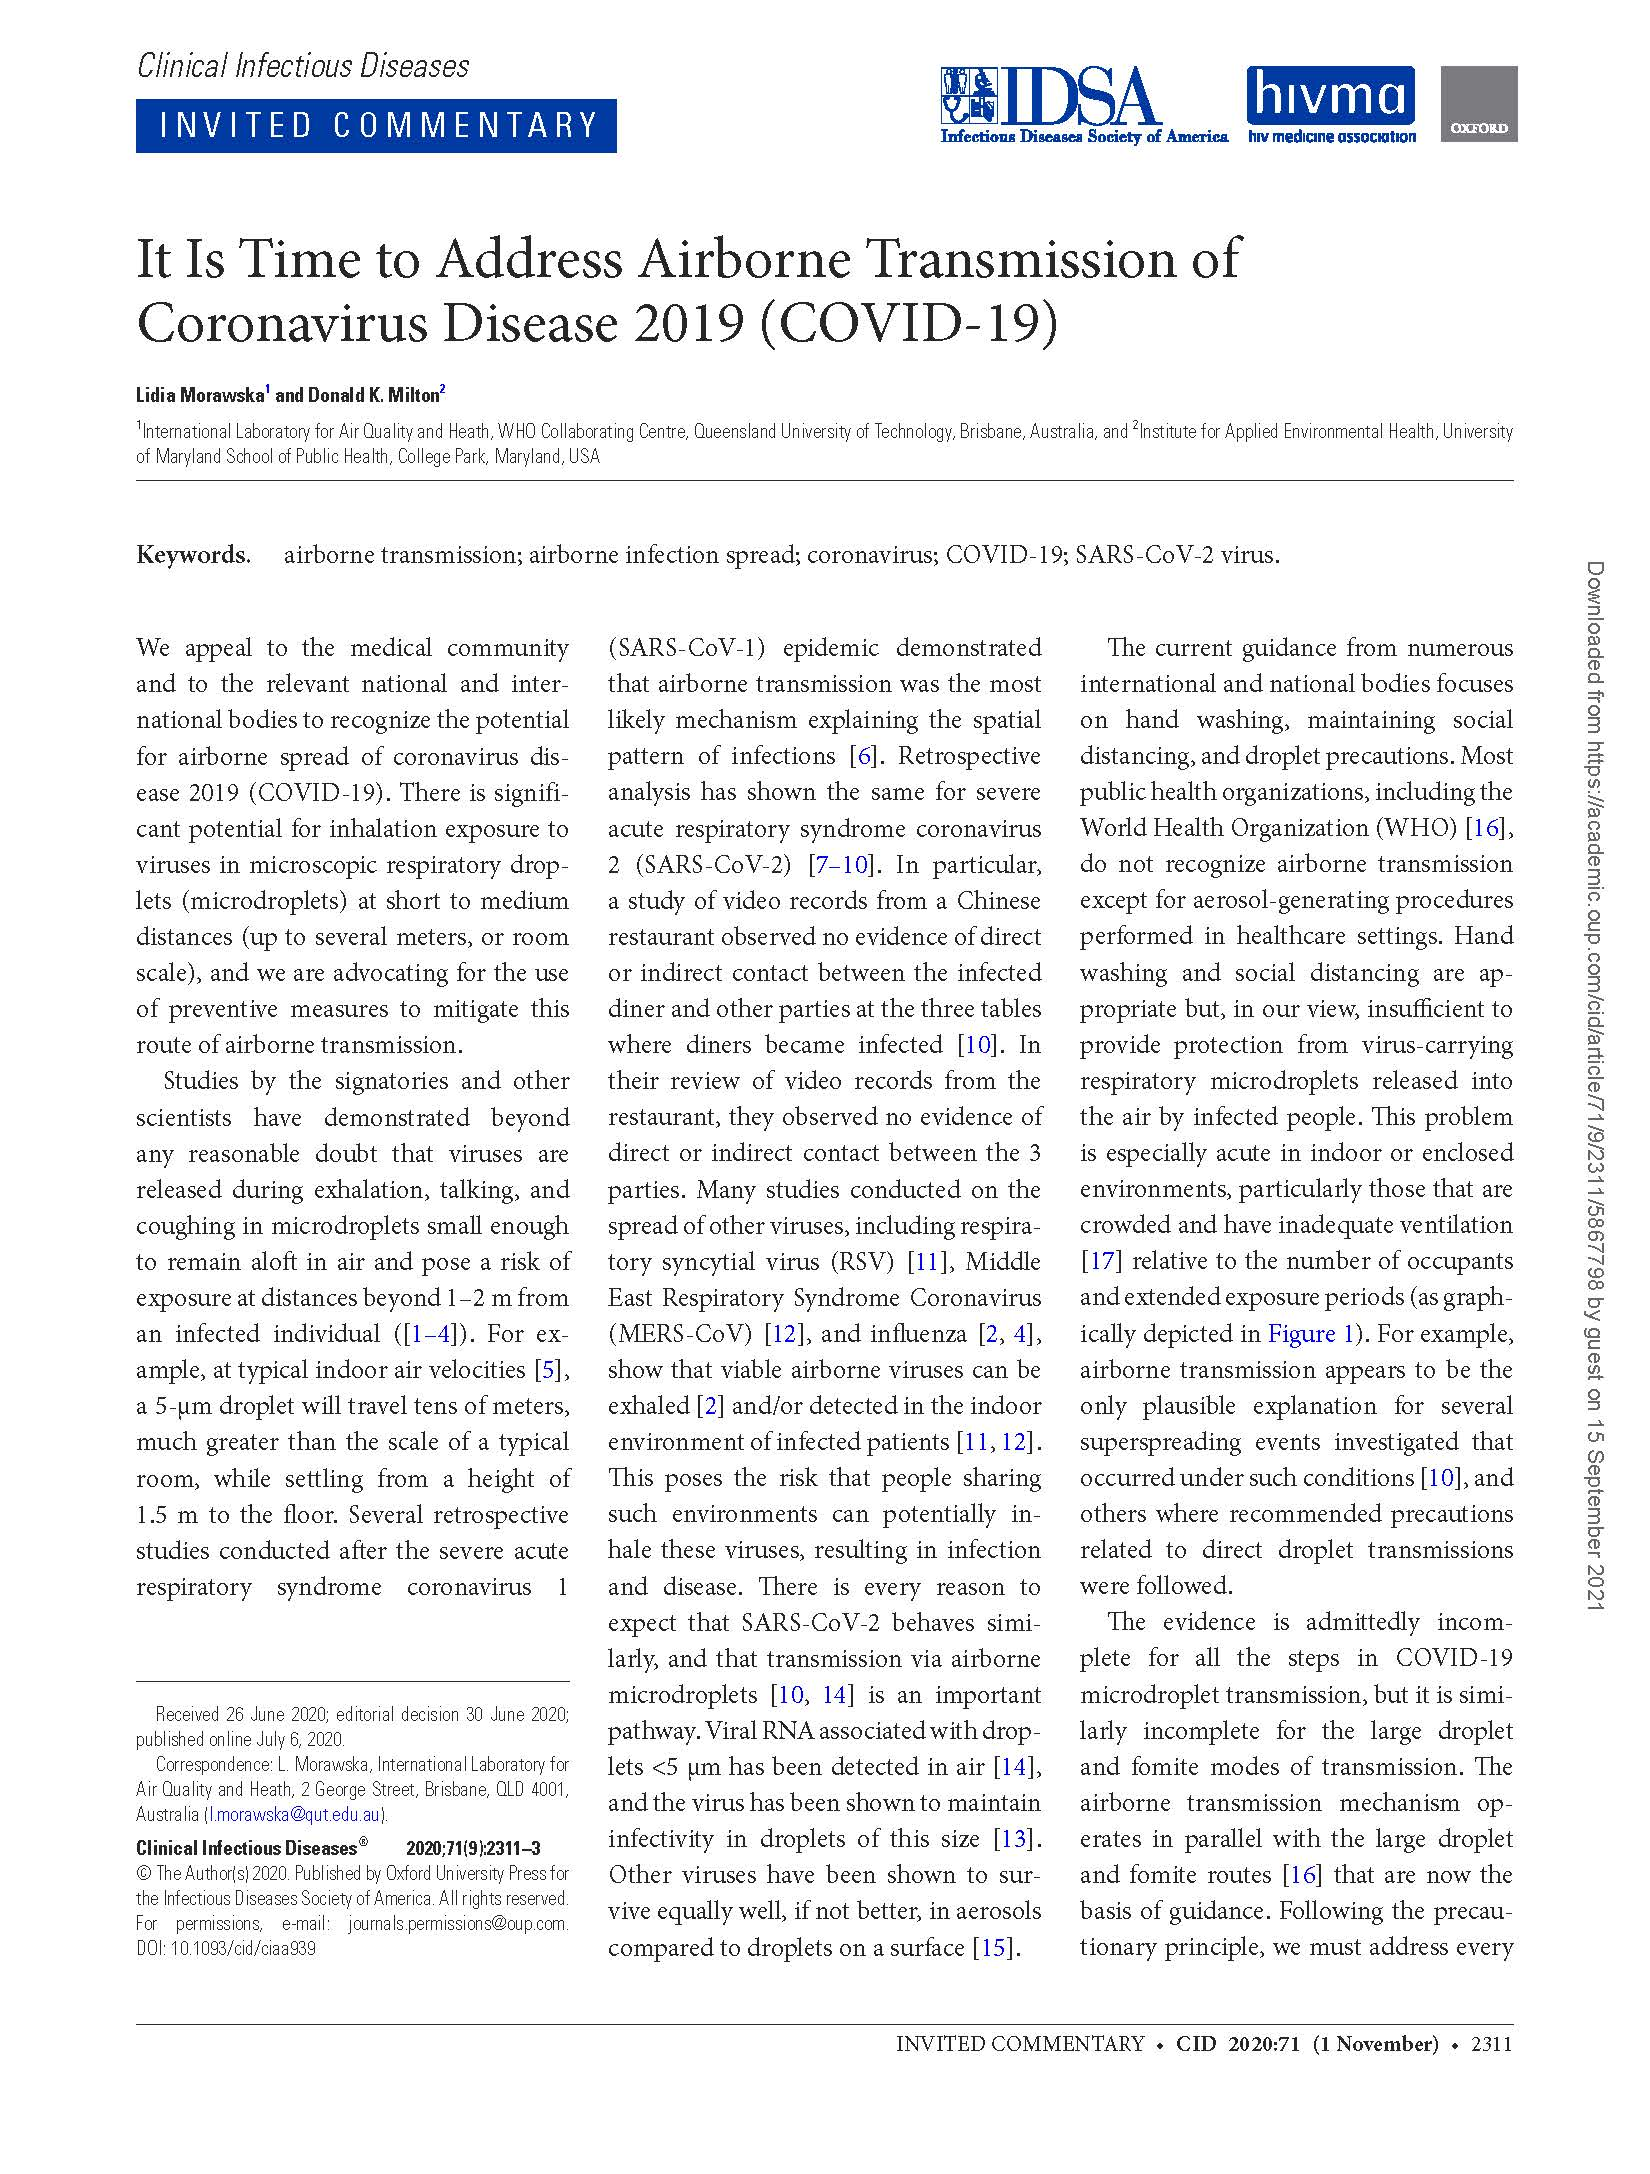 Clinical Infectious Diseases
INVITED COMMENTARY
IDSA
Infectious Diseases Society of America
hivma
hiv medicine association
OXFORD
It Is Time to Address Airborne Transmission of
Coronavirus Disease 2019 (COVID-19)
Lidia Morawska1 and Donald K. Milton2
1International Laboratory for Air Quality and Heath, WHO Collaborating Centre, Queensland University of Technology, Brisbane, Australia, and 2Institute for Applied Environmental Health, University
of Maryland School of Public Health, College Park, Maryland, USA
Keywords. airborne transmission; airborne infection spread; coronavirus; COVID-19; SARS-CoV-2 virus.
We appeal to the medical community
and to the relevant national and inter-
national bodies to recognize the potential
for airborne spread of coronavirus dis-
ease 2019 (COVID-19). There is signifi-
cant potential for inhalation exposure to
viruses in microscopic respiratory drop-
lets (microdroplets) at short to medium
distances (up to several meters, or room
scale), and we are advocating for the use
of preventive measures to mitigate this
route of airborne transmission.
Studies by the signatories and other
scientists have demonstrated beyond
any reasonable doubt that viruses are
released during exhalation, talking, and
coughing in microdroplets small enough
to remain aloft in air and pose a risk of
exposure at distances beyond 1–2 m from
an infected individual ([1–4]). For ex-
ample, at typical indoor air velocities [5],
a 5-μm droplet will travel tens of meters,
much greater than the scale of a typical
room, while settling from a height of
1.5 m to the floor. Several retrospective
studies conducted after the severe acute
respiratory syndrome coronavirus 1
Received 26 June 2020; editorial decision 30 June 2020;
published online July 6, 2020.
Correspondence: L. Morawska, International Laboratory for
Air Quality and Heath, 2 George Street, Brisbane, QLD 4001,
Australia (l.morawska@qut.edu.au).
Clinical Infectious Diseases® 2020;71(9):2311–3
© The Author(s) 2020. Published by Oxford University Press for
the Infectious Diseases Society of America. All rights reserved.
For permissions, e-mail: journals.permissions@oup.com.
DOI: 10.1093/cid/ciaa939
(SARS-CoV-1) epidemic demonstrated
that airborne transmission was the most
likely mechanism explaining the spatial
pattern of infections [6]. Retrospective
analysis has shown the same for severe
acute respiratory syndrome coronavirus
2 (SARS-CoV-2) [7–10]. In particular,
a study of video records from a Chinese
restaurant observed no evidence of direct
or indirect contact between the infected
diner and other parties at the three tables
where diners became infected [10]. In
their review of video records from the
restaurant, they observed no evidence of
direct or indirect contact between the 3
parties. Many studies conducted on the
spread of other viruses, including respira-
tory syncytial virus (RSV) [11], Middle
East Respiratory Syndrome Coronavirus
(MERS-CoV) [12], and influenza [2, 4],
show that viable airborne viruses can be
exhaled [2] and/or detected in the indoor
environment of infected patients [11, 12].
This poses the risk that people sharing
such environments can potentially in-
hale these viruses, resulting in infection
and disease. There is every reason to
expect that SARS-CoV-2 behaves simi-
larly, and that transmission via airborne
microdroplets [10, 14] is an important
pathway. Viral RNA associated with drop-
lets <5 μm has been detected in air [14],
and the virus has been shown to maintain
infectivity in droplets of this size [13].
Other viruses have been shown to sur-
vive equally well, if not better, in aerosols
compared to droplets on a surface [15].
The current guidance from numerous
international and national bodies focuses
on hand washing, maintaining social
distancing, and droplet precautions. Most
public health organizations, including the
World Health Organization (WHO) [16],
do not recognize airborne transmission
except for aerosol-generating procedures
performed in healthcare settings. Hand
washing and social distancing are ap-
propriate but, in our view, insufficient to
provide protection from virus-carrying
respiratory microdroplets released into
the air by infected people. This problem
is especially acute in indoor or enclosed
environments, particularly those that are
crowded and have inadequate ventilation
[17] relative to the number of occupants
and extended exposure periods (as graph-
ically depicted in Figure 1). For example,
airborne transmission appears to be the
only plausible explanation for several
superspreading events investigated that
occurred under such conditions [10], and
others where recommended precautions
related to direct droplet transmissions
were followed.
The evidence is admittedly incom-
plete for all the steps in COVID-19
microdroplet transmission, but it is simi-
larly incomplete for the large droplet
and fomite modes of transmission. The
airborne transmission mechanism op-
erates in parallel with the large droplet
and fomite routes [16] that are now the
basis of guidance. Following the precau-
tionary principle, we must address every
INVITED COMMENTARY • CID 2020:71 (1 November) • 2311
Downloaded from https://academic.oup.com/cid/article/71/9/2311/5867798 by guest on 15 September 2021